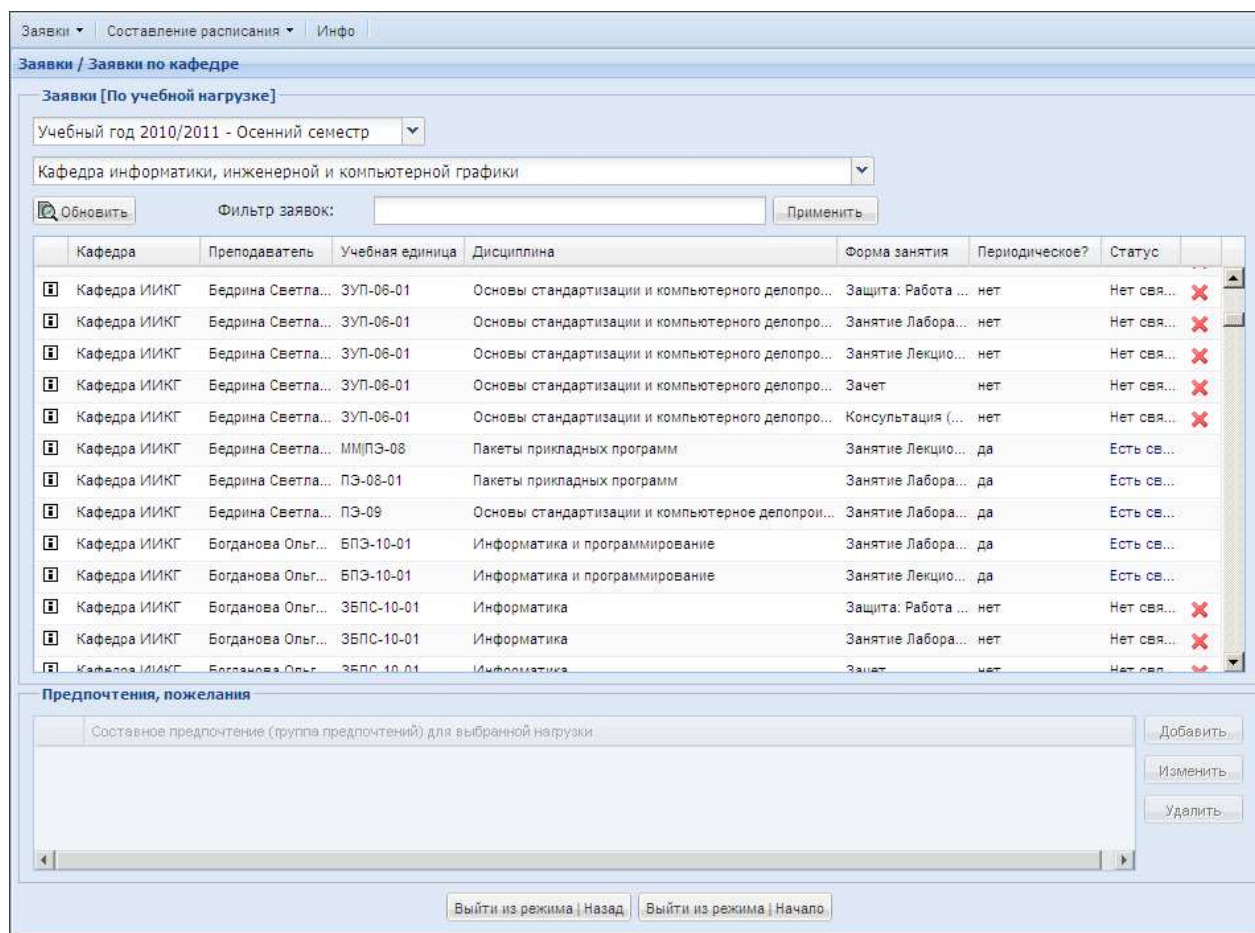 Заявки Составление расписания Инфо
Заявки / Заявки по кафедре
Заявки [По учебной нагрузке]
Учебный год 2010/2011 - Осенний семестр
Кафедра информатики, инженерной и компьютерной графики
Обновить Фильтр заявок: Применить
Кафедра Преподаватель Учебная единица Дисциплина Форма занятия Периодическое? Статус
Кафедра ИИКГ Бедрина Светла... ЗУП-06-01 Основы стандартизации и компьютерного делопро... Защита: Работа ... нет Нет свя...
Кафедра ИИКГ Бедрина Светла... ЗУП-06-01 Основы стандартизации и компьютерного делопро... Занятие Лабора... нет Нет свя...
Кафедра ИИКГ Бедрина Светла... ЗУП-06-01 Основы стандартизации и компьютерного делопро... Занятие Лекцио... нет Нет свя...
Кафедра ИИКГ Бедрина Светла... ЗУП-06-01 Основы стандартизации и компьютерного делопро... Зачет нет Нет свя...
Кафедра ИИКГ Бедрина Светла... ЗУП-06-01 Основы стандартизации и компьютерного делопро... Консультация (... нет Нет свя...
Кафедра ИИКГ Бедрина Светла... ММ|ПЭ-08 Пакеты прикладных программ Занятие Лекцио... да Есть св...
Кафедра ИИКГ Бедрина Светла... ПЭ-08-01 Пакеты прикладных программ Занятие Лабора... да Есть св...
Кафедра ИИКГ Бедрина Светла... ПЭ-09 Основы стандартизации и компьютерное делопрои... Занятие Лабора... да Есть св...
Кафедра ИИКГ Богданова Ольг... БПЭ-10-01 Информатика и программирование Занятие Лабора... да Есть св...
Кафедра ИИКГ Богданова Ольг... БПЭ-10-01 Информатика и программирование Занятие Лекцио... да Есть св...
Кафедра ИИКГ Богданова Ольг... ЗБПС-10-01 Информатика Защита: Работа ... нет Нет свя...
Кафедра ИИКГ Богданова Ольг... ЗБПС-10-01 Информатика Занятие Лабора... нет Нет свя...
Кафедра ИИКГ Богданова Ольг... ЗБПС-10-01 Информатика Зачет нет Нет свя...
Предпочтения, пожелания
Составное предпочтение (группа предпочтений) для выбранной нагрузки
Добавить
Изменить
Удалить
Выйти из режима | Назад Выйти из режима | Начало